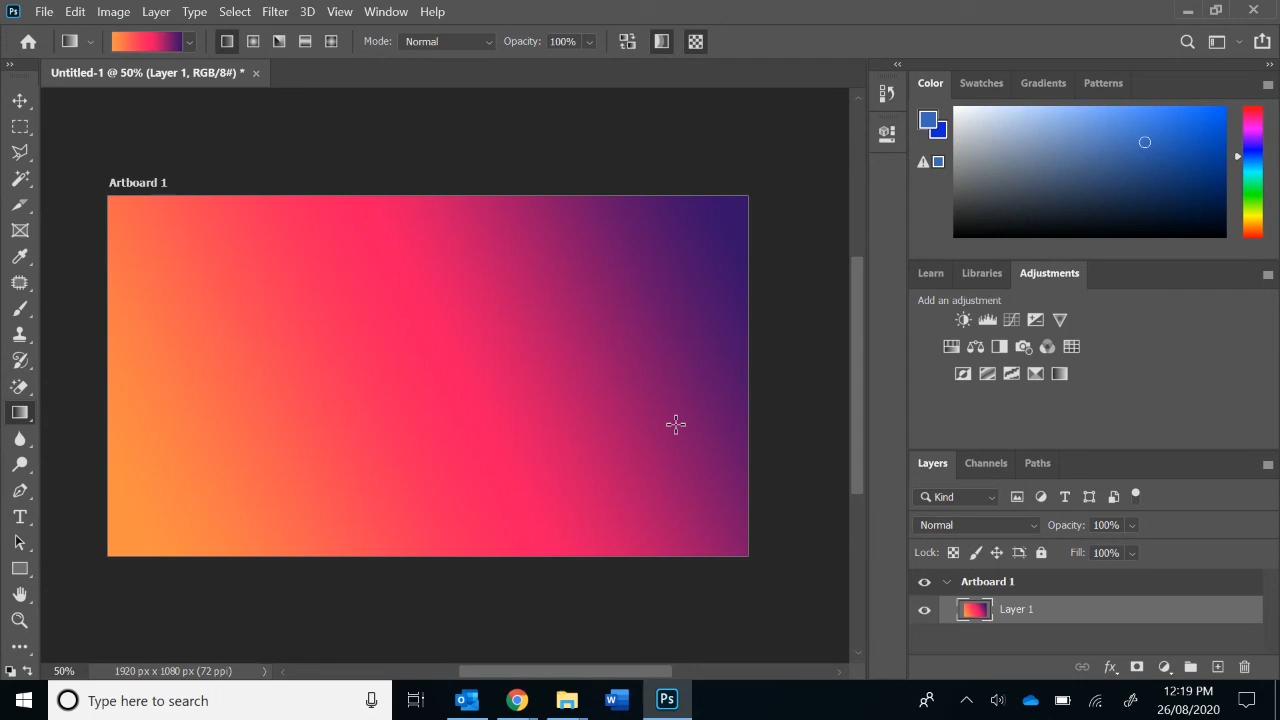 Ps File Edit Image Layer Type Select Filter 3D View Window Help
Mode: Normal Opacity: 100%
Untitled-1 @ 50% (Layer 1, RGB/8#) *
Color Swatches Gradients Patterns
Artboard 1
Learn Libraries Adjustments
Add an adjustment
Layers Channels Paths
Kind
Normal Opacity: 100%
Lock: Fill: 100%
Artboard 1
Layer 1
50% 1920 px x 1080 px (72 ppi)
Type here to search
Ps
12:19 PM
26/08/2020